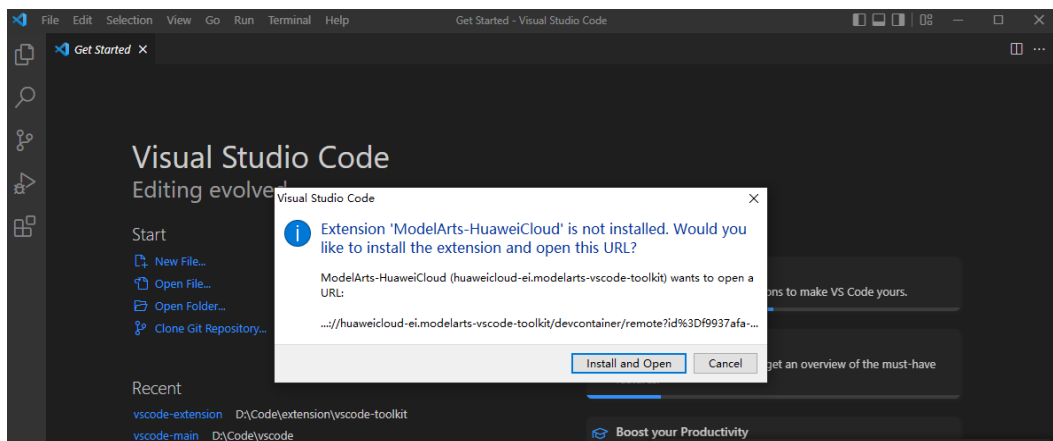 File Edit Selection View Go Run Terminal Help Get Started - Visual Studio Code
Get Started
Visual Studio Code
Editing evolve
Visual Studio Code
Extension 'ModelArts-HuaweiCloud' is not installed. Would you
like to install the extension and open this URL?
ModelArts-HuaweiCloud (huaweicloud-ei.modelarts-vscode-toolkit) wants to open a
URL:
...://huaweicloud-ei.modelarts-vscode-toolkit/devcontainer/remote?id%3Df9937afa-...
Install and Open Cancel
Start
New File...
Open File...
Open Folder...
Clone Git Repository...
ons to make VS Code yours.
get an overview of the must-have
Recent
vscode-extension D:\Code\extension\vscode-toolkit
vscode-main D:\Code\vscode
Boost your Productivity